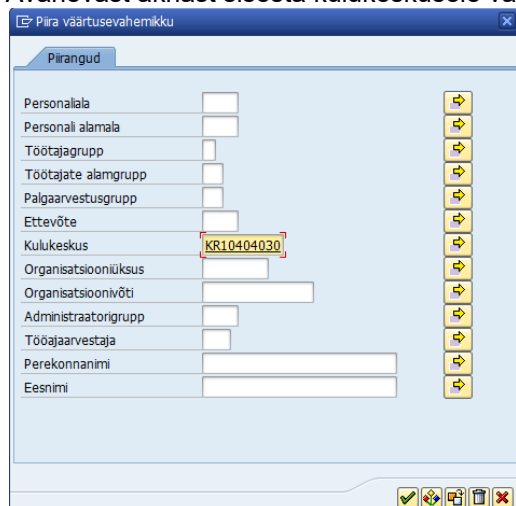 Piira väärtusevahemikku
Piirangud
Personaliala
Personali alamala
Töötajagrupp
Töötajate alamgrupp
Palgaarvestusgrupp
Ettevõte
Kulukeskus KR10404030
Organisatsiooniüksus
Organisatsioonivõti
Administraatorigrupp
Tööajaarvestaja
Perekonnanimi
Eesnimi